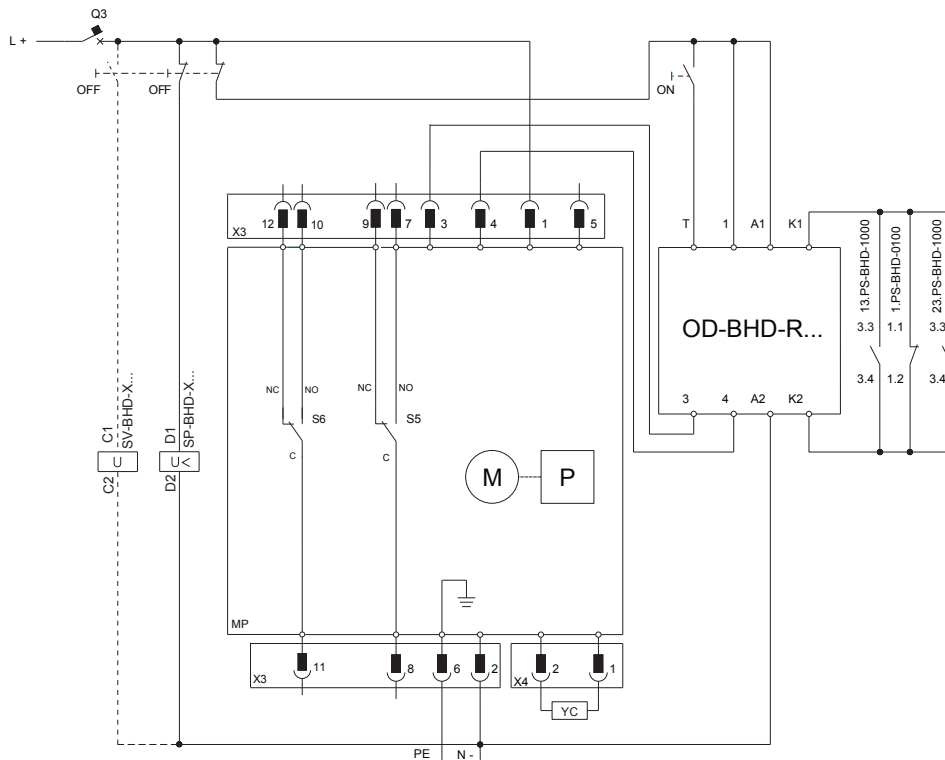 Q3
L +
OFF
OFF
ON
X3
12
10
9
7
3
4
1
5
T
1
A1
K1
13.PS-BHD-1000
1.PS-BHD-0100
23.PS-BHD-1000
OD-BHD-R...
3.3
1.1
3.3
3.4
1.2
3.4
3
4
A2
K2
NC
NO
S6
C
NC
NO
S5
C
C1
SV-BHD-X...
U
C2
D1
SP-BHD-X...
U<
D2
M
P
MP
X3
11
8
6
2
X4
2
1
YC
PE
N -